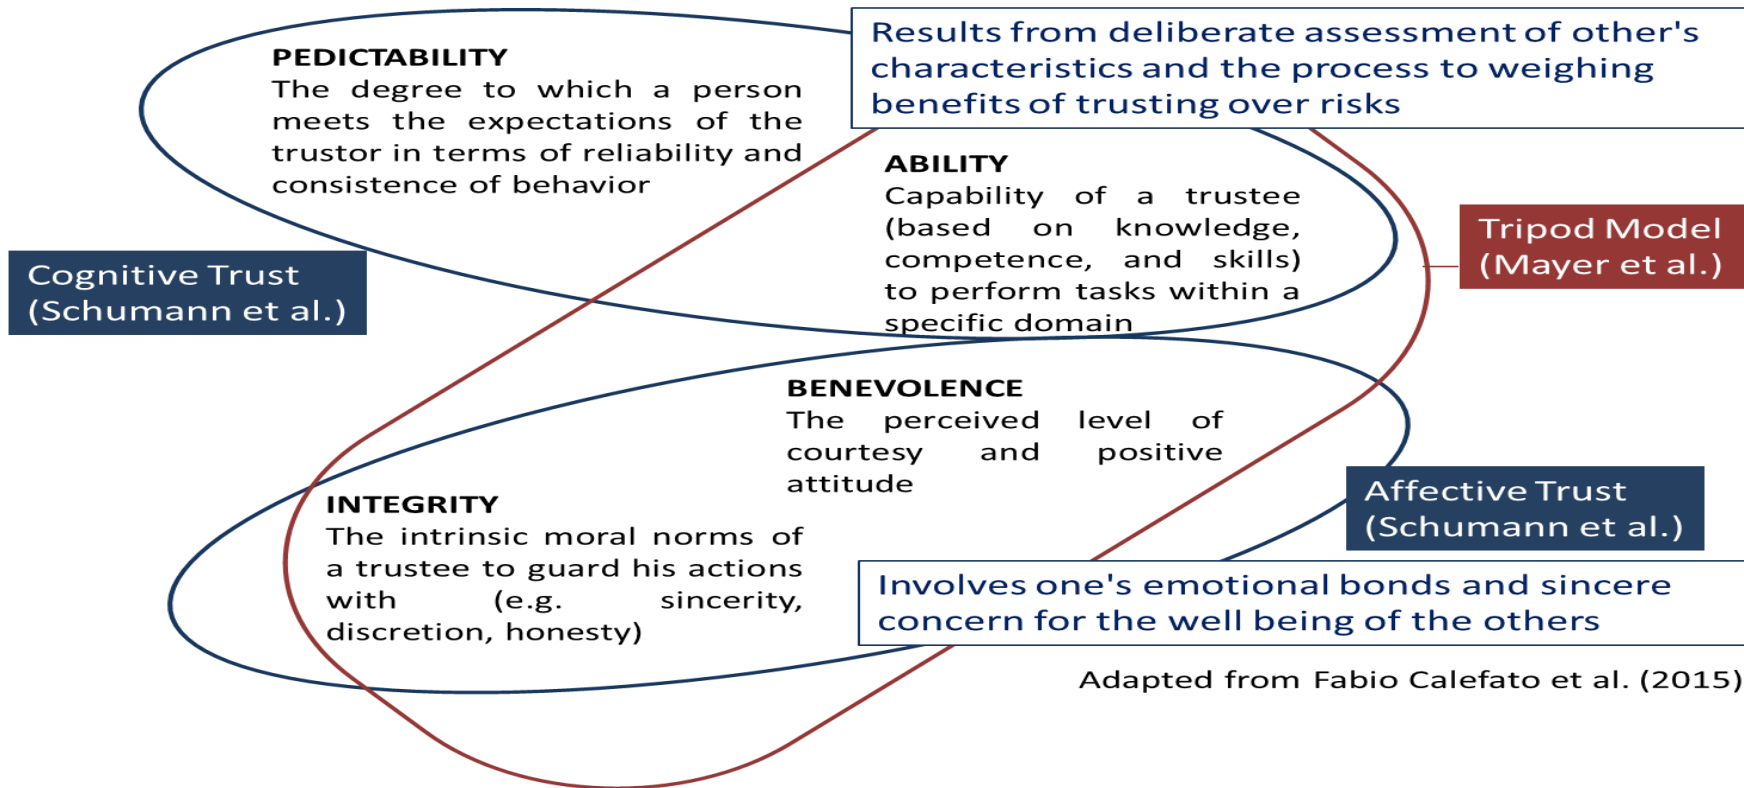 PEDICTABILITY
The degree to which a person
meets the expectations of the
trustor in terms of reliability and
consistence of behavior
Results from deliberate assessment of other's
characteristics and the process to weighing
benefits of trusting over risks
ABILITY
Capability of a trustee
(based on knowledge,
competence, and skills)
to perform tasks within a
specific domain
Tripod Model
(Mayer et al.)
Cognitive Trust
(Schumann et al.)
BENEVOLENCE
The perceived level of
courtesy and positive
attitude
INTEGRITY
The intrinsic moral norms of
a trustee to guard his actions
with (e.g. sincerity,
discretion, honesty)
Affective Trust
(Schumann et al.)
Involves one's emotional bonds and sincere
concern for the well being of the others
Adapted from Fabio Calefato et al. (2015)